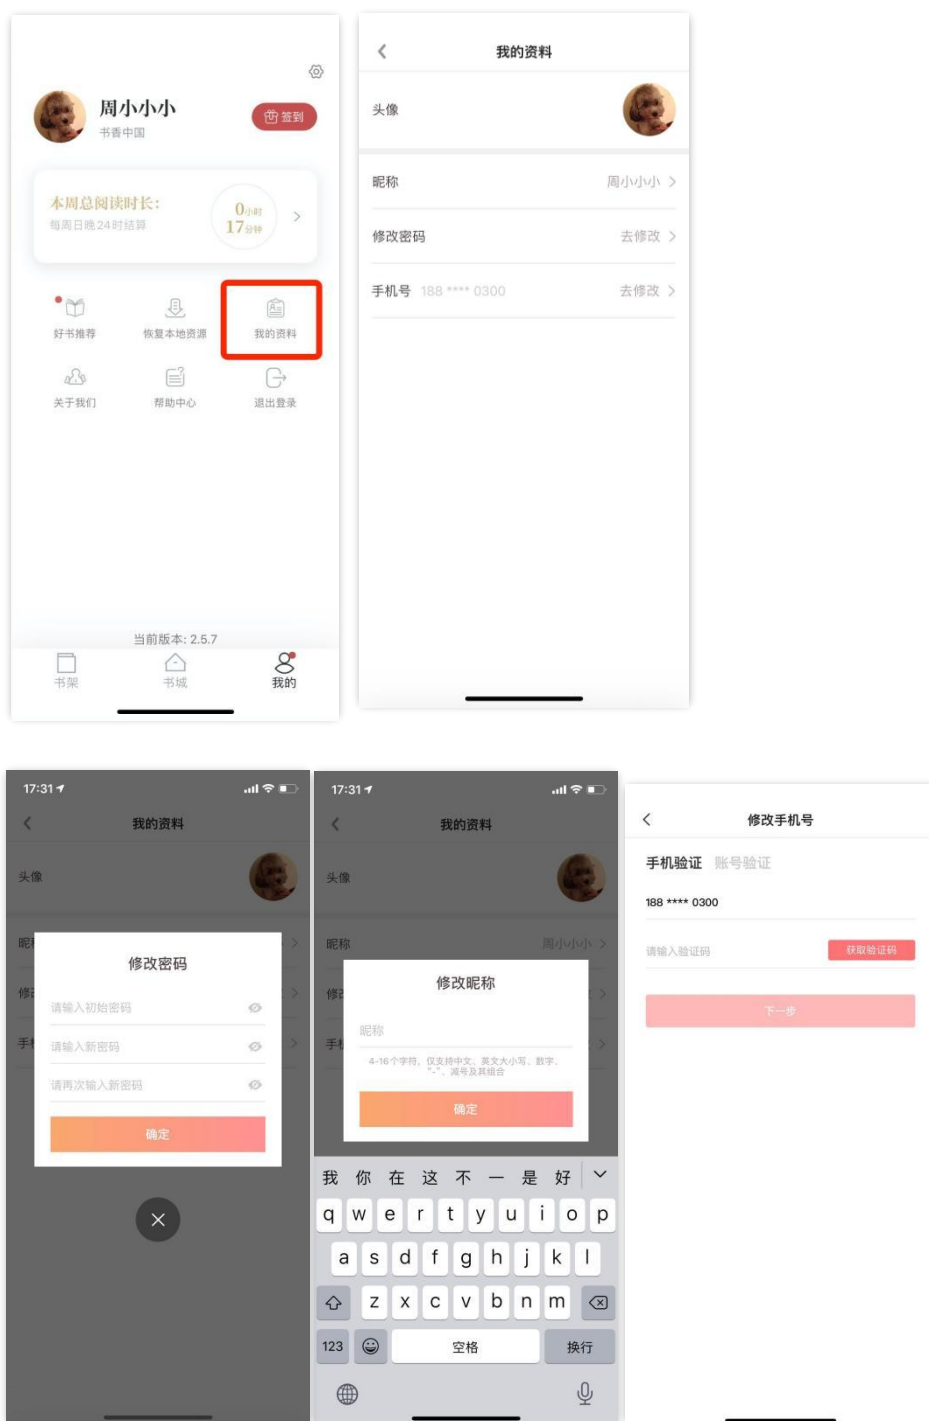 周小小小
书香中国
签到
本周总阅读时长：
每周日晚24时结算
0小时
17分钟
好书推荐
恢复本地资源
我的资料
关于我们
帮助中心
退出登录
当前版本: 2.5.7
书架
书城
我的
我的资料
头像
昵称
周小小小
修改密码
去修改
手机号 188 **** 0300
去修改
17:31
我的资料
头像
昵
修改密码
修
请输入初始密码
手
请输入新密码
请再次输入新密码
确定
17:31
我的资料
头像
昵称
周小小小
修改昵称
修
昵称
手
4-16个字符，仅支持中文、英文大小写、数字、
“-”、减号及其组合
确定
我 你 在 这 不 一 是 好
q w e r t y u i o p
a s d f g h j k l
z x c v b n m
123
空格
换行
修改手机号
手机验证 账号验证
188 **** 0300
请输入验证码
获取验证码
下一步